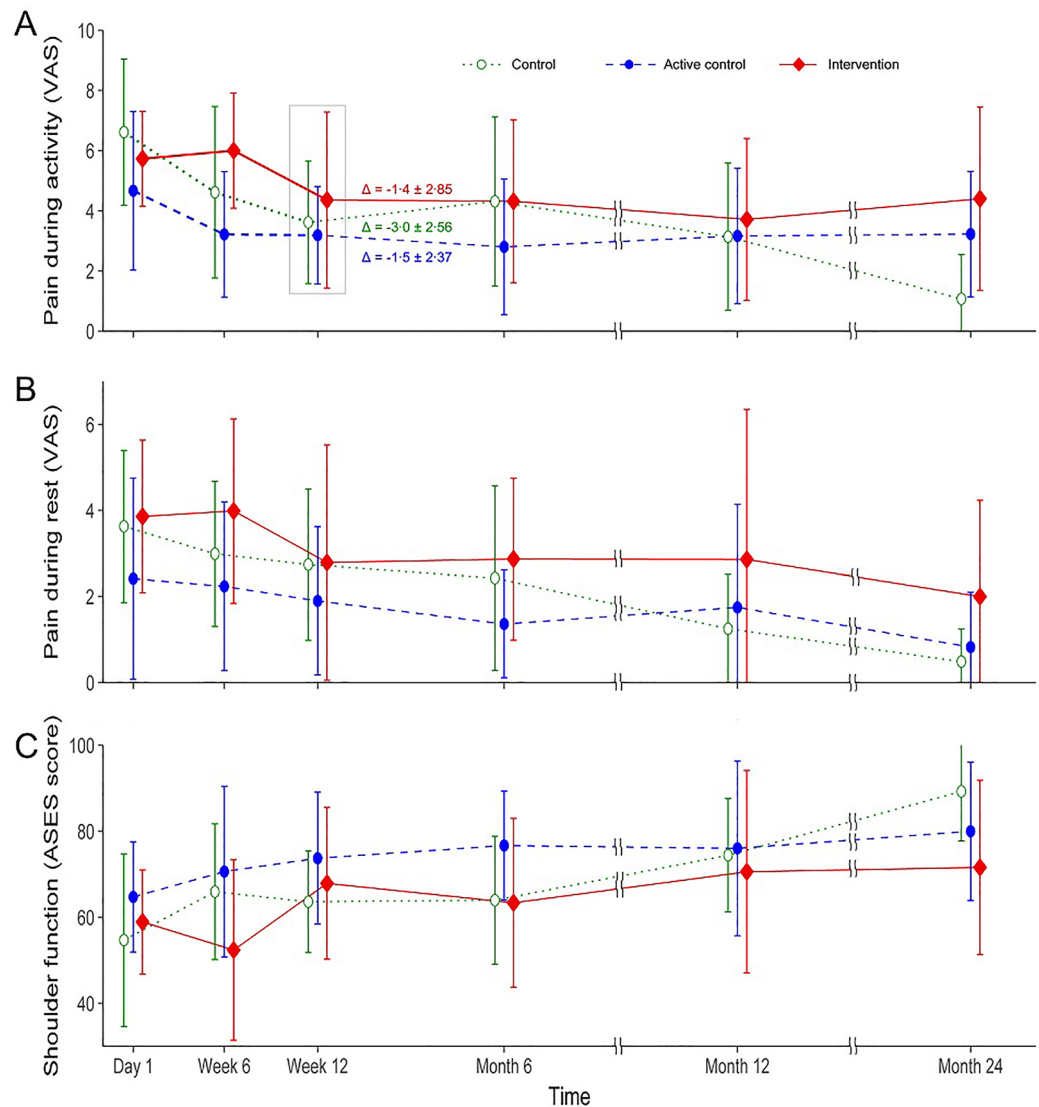 A
Pain during activity (VAS)
10
8
6
4
2
0
Control
Active control
Intervention
Δ = -1·4 ± 2·85
Δ = -3·0 ± 2·56
Δ = -1·5 ± 2·37
B
Pain during rest (VAS)
6
4
2
0
C
Shoulder function (ASES score)
100
80
60
40
Day 1
Week 6
Week 12
Month 6
Month 12
Month 24
Time